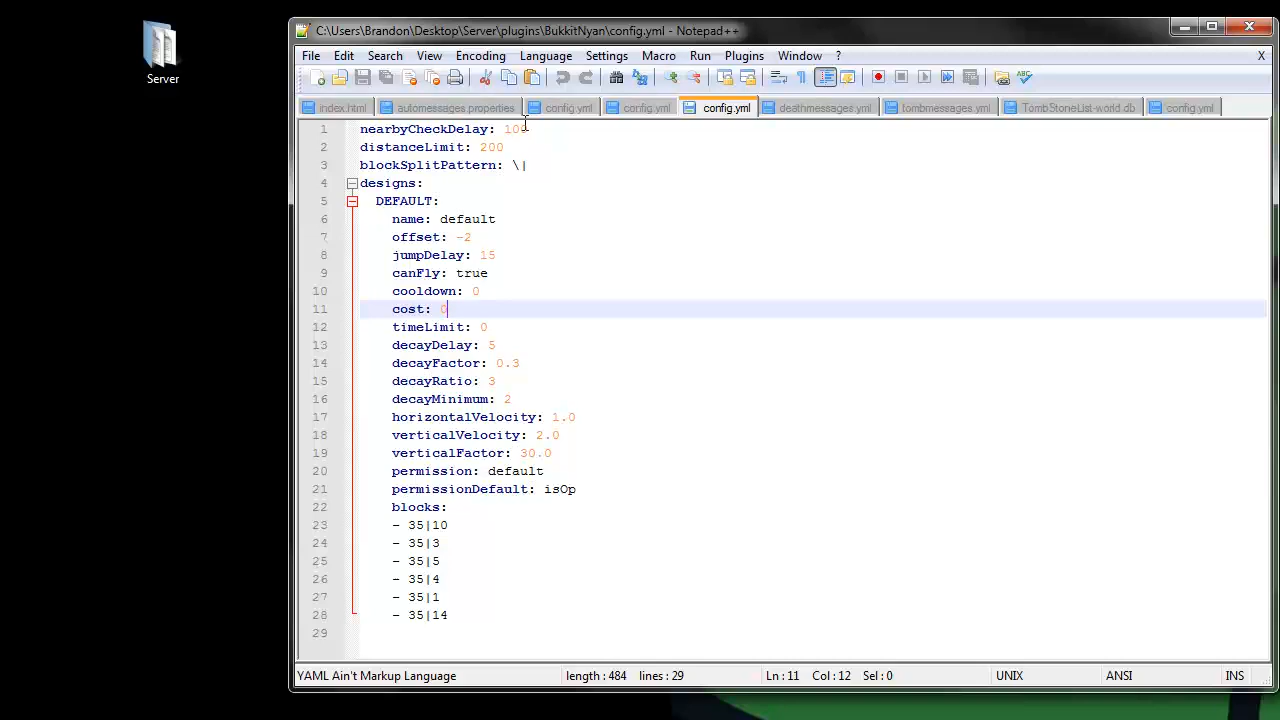 C:\Users\Brandon\Desktop\Server\plugins\BukkitNyan\config.yml - Notepad++
Server
File Edit Search View Encoding Language Settings Macro Run Plugins Window ? X
index.html automessages.properties config.yml config.yml config.yml deathmessages.yml tombmessages.yml TombStoneList-world.db config.yml
1 nearbyCheckDelay: 100
2 distanceLimit: 200
3 blockSplitPattern: \|
4 designs:
5 DEFAULT:
6 name: default
7 offset: -2
8 jumpDelay: 15
9 canFly: true
10 cooldown: 0
11 cost: 0
12 timeLimit: 0
13 decayDelay: 5
14 decayFactor: 0.3
15 decayRatio: 3
16 decayMinimum: 2
17 horizontalVelocity: 1.0
18 verticalVelocity: 2.0
19 verticalFactor: 30.0
20 permission: default
21 permissionDefault: isOp
22 blocks:
23 - 35|10
24 - 35|3
25 - 35|5
26 - 35|4
27 - 35|1
28 - 35|14
29
YAML Ain't Markup Language length : 484 lines : 29 Ln : 11 Col : 12 Sel : 0 UNIX ANSI INS